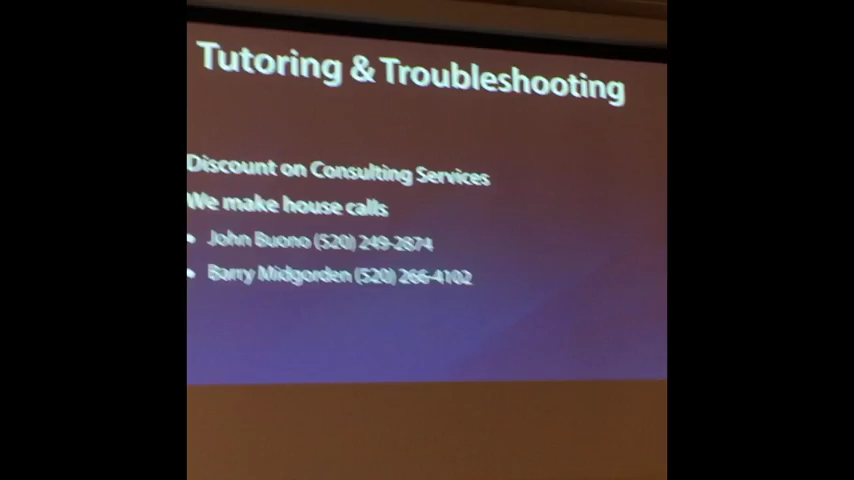 Tutoring & Troubleshooting
Discount on Consulting Services
We make house calls
• John Buono (520) 249-2874
• Barry Midgorden (520) 266-4102